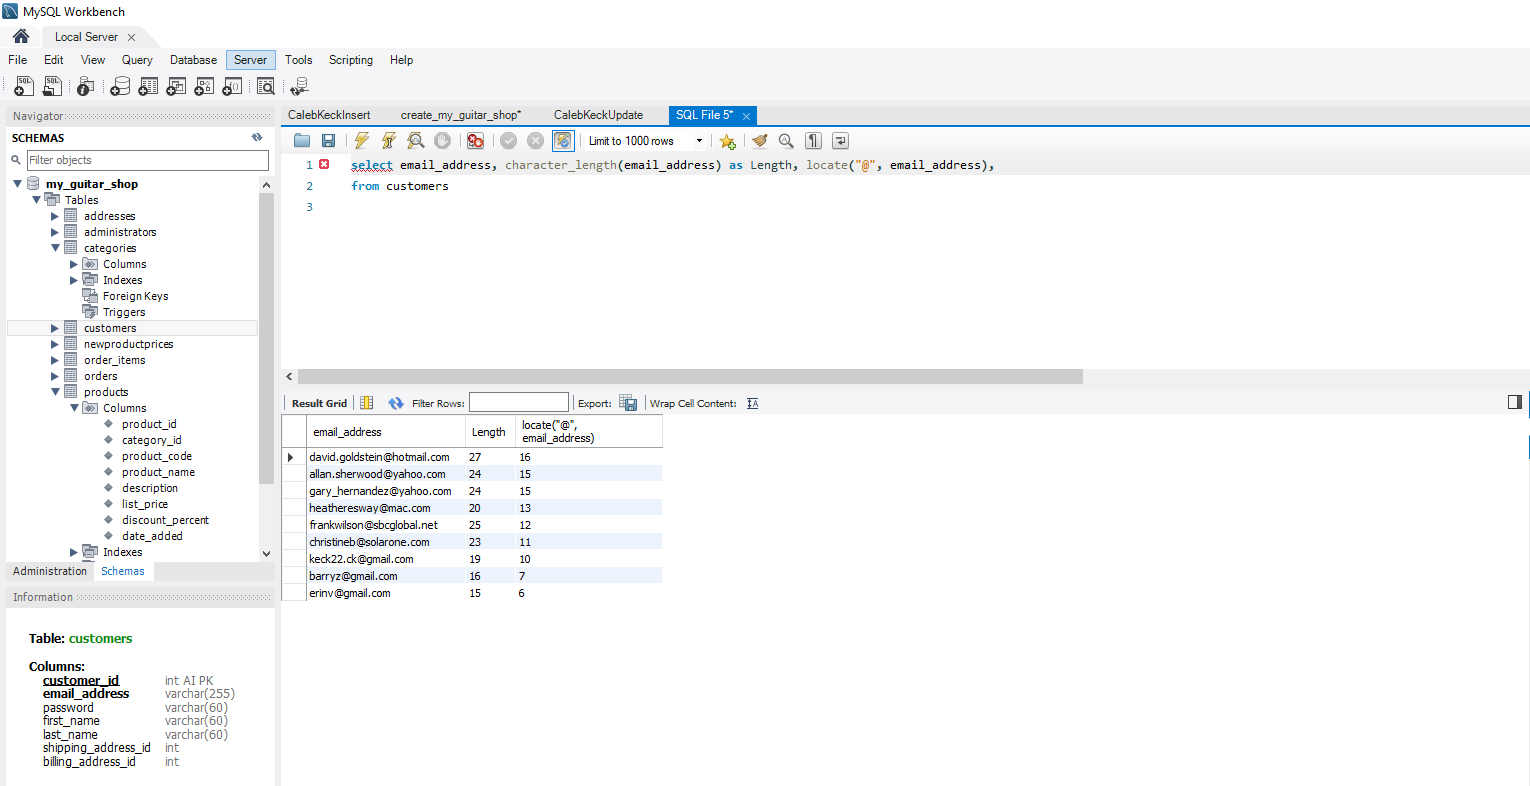 MySQL Workbench
Local Server
File Edit View Query Database Server Tools Scripting Help
Navigator
SCHEMAS
Filter objects
my_guitar_shop
Tables
addresses
administrators
categories
Columns
Indexes
Foreign Keys
Triggers
customers
newproductprices
order_items
orders
products
Columns
product_id
category_id
product_code
product_name
description
list_price
discount_percent
date_added
Indexes
Administration Schemas
Information
Table: customers
Columns:
customer_id int AI PK
email_address varchar(255)
password varchar(60)
first_name varchar(60)
last_name varchar(60)
shipping_address_id int
billing_address_id int
CalebKeckInsert create_my_guitar_shop* CalebKeckUpdate SQL File 5*
Limit to 1000 rows
1 select email_address, character_length(email_address) as Length, locate("@", email_address),
2 from customers
3
Result Grid Filter Rows: Export: Wrap Cell Content:
email_address Length locate("@",
email_address)
david.goldstein@hotmail.com 27 16
allan.sherwood@yahoo.com 24 15
gary_hernandez@yahoo.com 24 15
heatheresway@mac.com 20 13
frankwilson@sbcglobal.net 25 12
christineb@solarone.com 23 11
keck22.ck@gmail.com 19 10
barryz@gmail.com 16 7
erinv@gmail.com 15 6